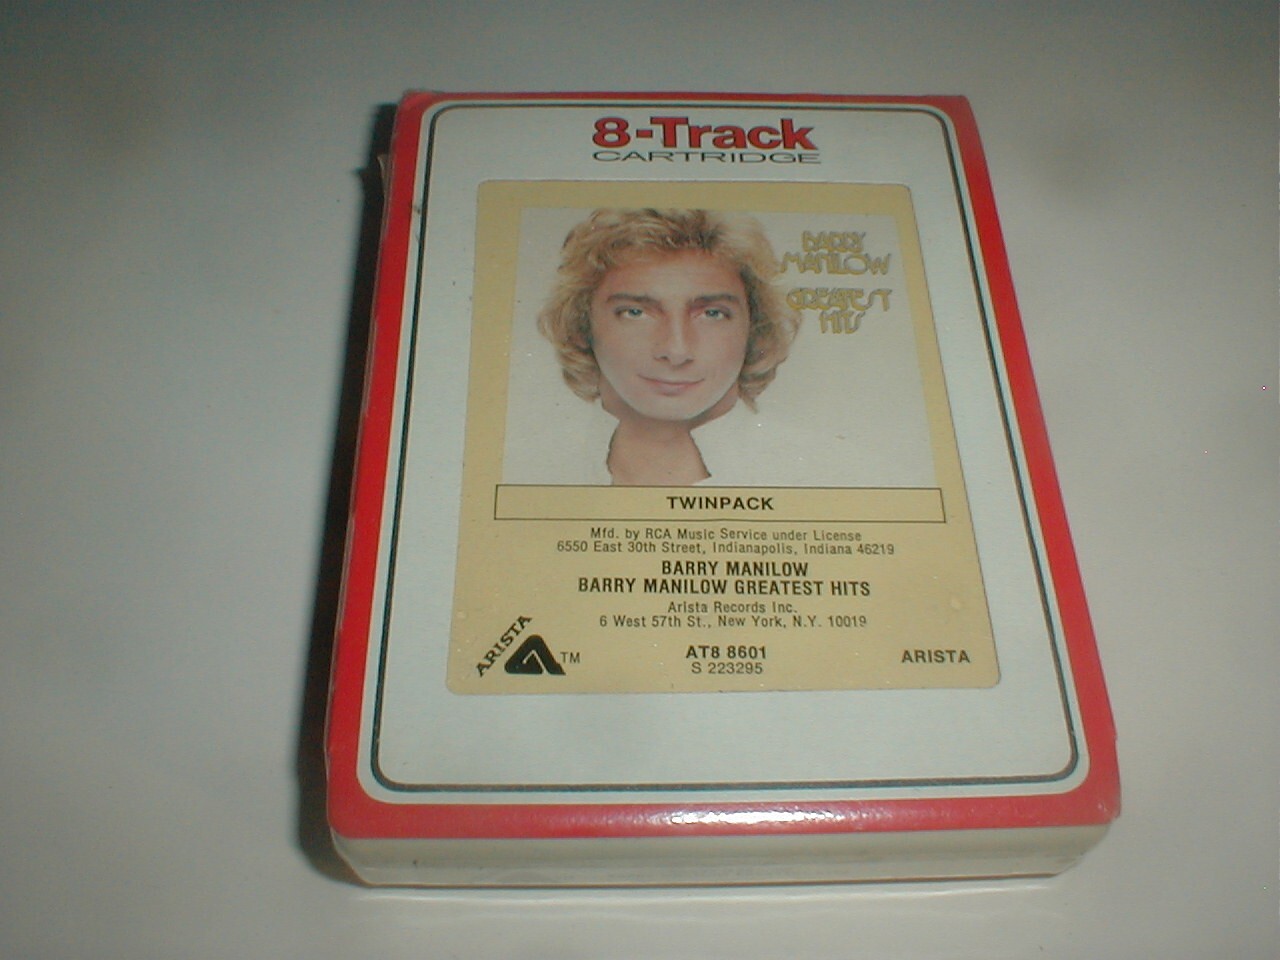 8-Track
CARTRIDGE
BARRY
MANILOW
GREATEST
HITS
TWINPACK
Mfd. by RCA Music Service under License
6550 East 30th Street, Indianapolis, Indiana 46219
BARRY MANILOW
BARRY MANILOW GREATEST HITS
Arista Records Inc.
6 West 57th St., New York, N.Y. 10019
ARISTA TM
AT8 8601
S 223295
ARISTA